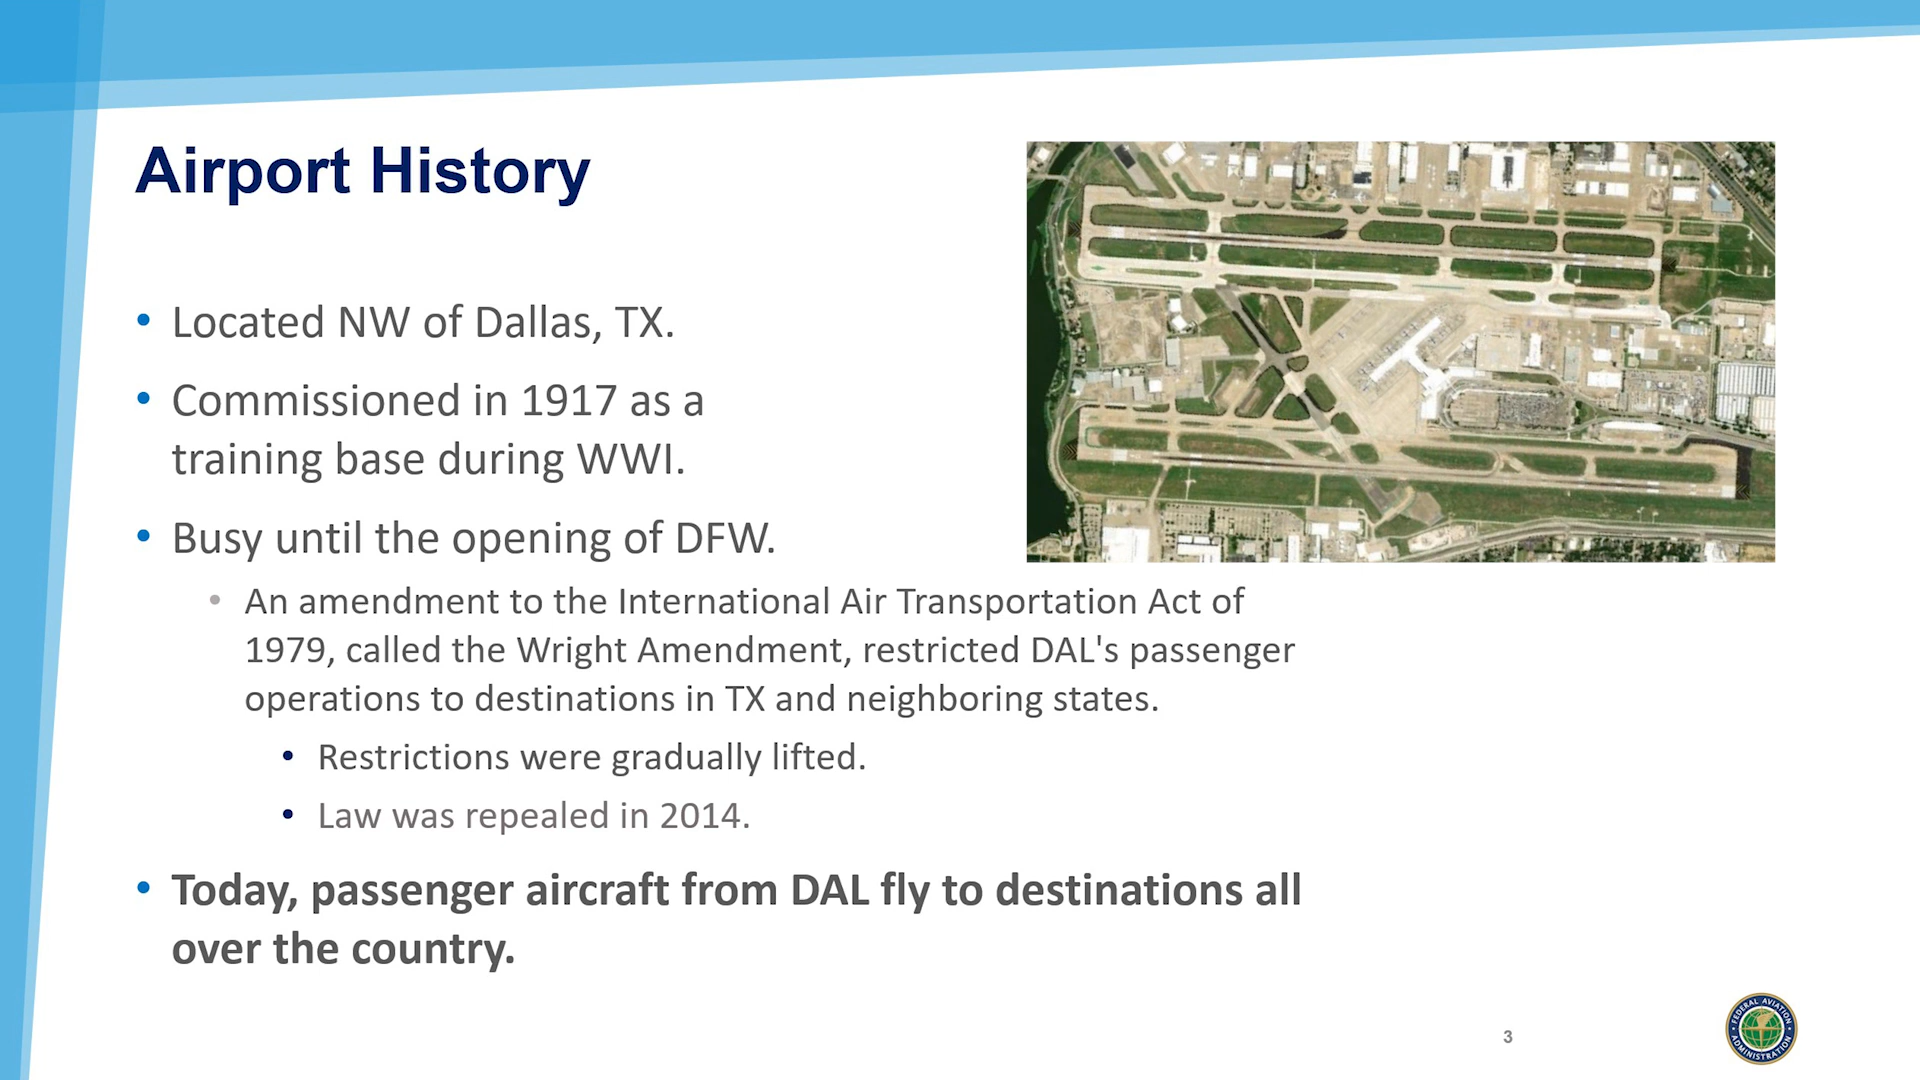 Airport History
• Located NW of Dallas, TX.
• Commissioned in 1917 as a
training base during WWI.
• Busy until the opening of DFW.
• An amendment to the International Air Transportation Act of
1979, called the Wright Amendment, restricted DAL's passenger
operations to destinations in TX and neighboring states.
• Restrictions were gradually lifted.
• Law was repealed in 2014.
• Today, passenger aircraft from DAL fly to destinations all
over the country.
3
FEDERAL AVIATION
ADMINISTRATION